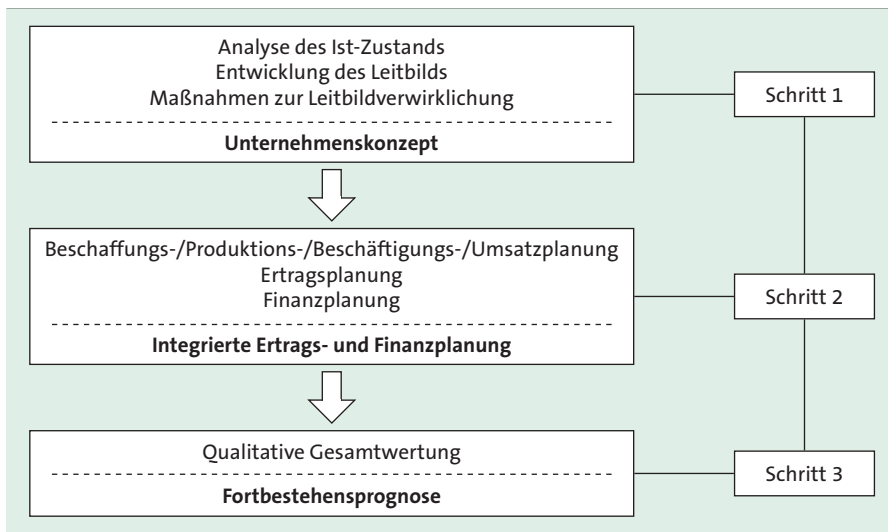 Analyse des Ist-Zustands
Entwicklung des Leitbilds
Maßnahmen zur Leitbildverwirklichung
Unternehmenskonzept
Schritt 1
Beschaffungs-/Produktions-/Beschäftigungs-/Umsatzplanung
Ertragsplanung
Finanzplanung
Integrierte Ertrags- und Finanzplanung
Schritt 2
Qualitative Gesamtwertung
Fortbestehensprognose
Schritt 3